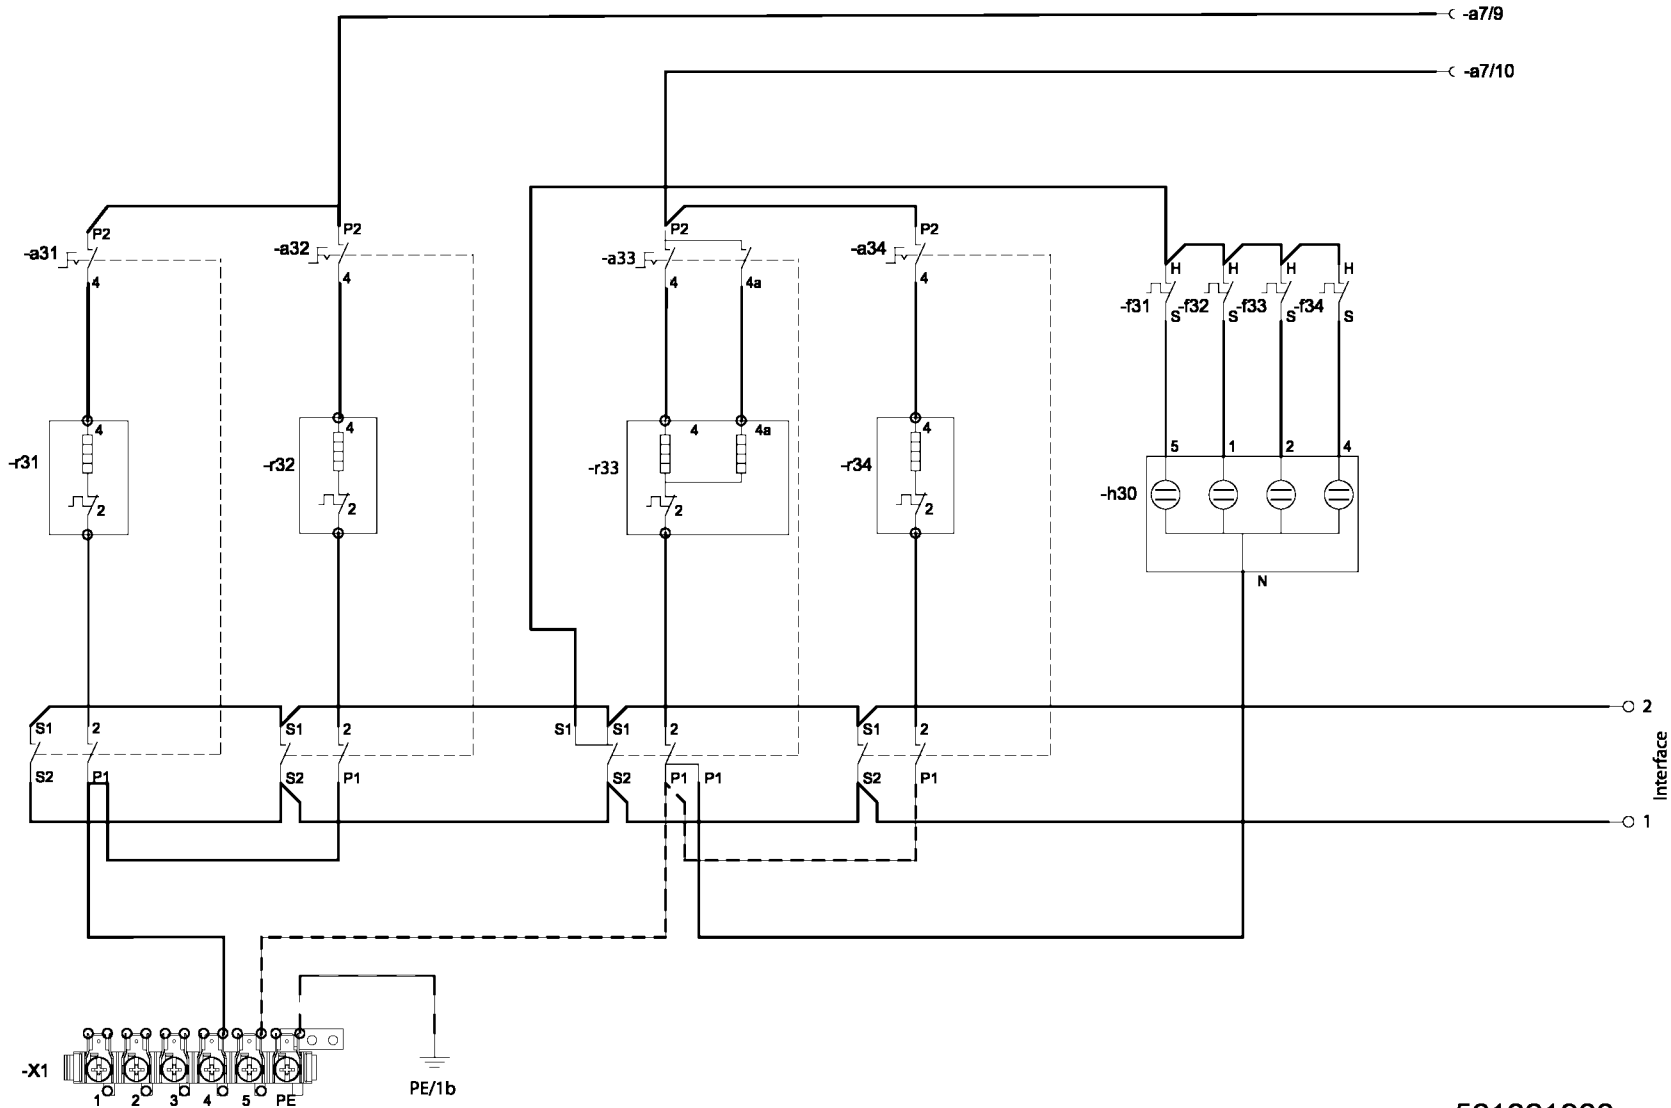 -a7/9
-a7/10
P2
P2
P2
P2
-a31
-a32
-a33
-a34
4
4
4
4a
4
H
H
H
H
-f31
-f32
-f33
-f34
S
S
S
S
4
4
4
4a
4
5
1
2
4
-r31
-r32
-r33
-r34
-h30
2
2
2
2
N
2
Interface
1
S1
2
S1
2
S1
S1
2
S1
2
S2
P1
S2
P1
S2
P1
P1
S2
P1
-X1
1
2
3
4
5
PE
PE/1b